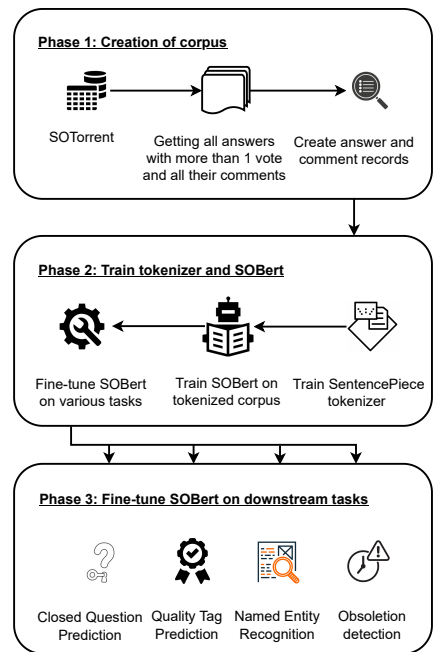 Phase 1: Creation of corpus
SOTorrent
Getting all answers
with more than 1 vote
and all their comments
Create answer and
comment records
Phase 2: Train tokenizer and SOBert
Fine-tune SOBert
on various tasks
Train SOBert on
tokenized corpus
Train SentencePiece
tokenizer
Phase 3: Fine-tune SOBert on downstream tasks
Closed Question
Prediction
Quality Tag
Prediction
Named Entity
Recognition
Obsoletion
detection